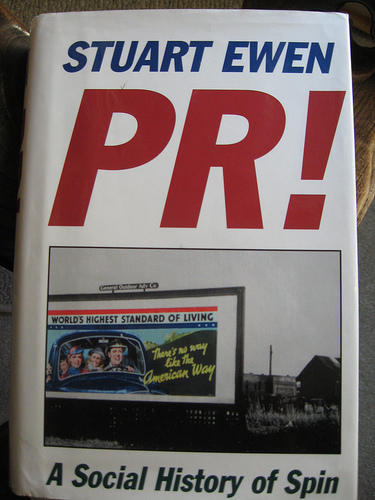 STUART EWEN
PR!
General Outdoor Adv. Co.
WORLD'S HIGHEST STANDARD OF LIVING
There's no way
like the
American Way
A Social History of Spin